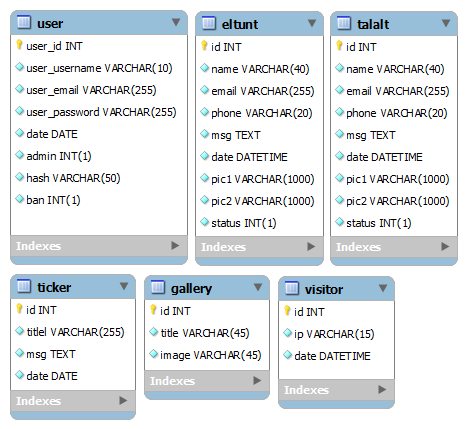 user
user_id INT
user_username VARCHAR(10)
user_email VARCHAR(255)
user_password VARCHAR(255)
date DATE
admin INT(1)
hash VARCHAR(50)
ban INT(1)
Indexes
eltunt
id INT
name VARCHAR(40)
email VARCHAR(255)
phone VARCHAR(20)
msg TEXT
date DATETIME
pic1 VARCHAR(1000)
pic2 VARCHAR(1000)
status INT(1)
Indexes
talalt
id INT
name VARCHAR(40)
email VARCHAR(255)
phone VARCHAR(20)
msg TEXT
date DATETIME
pic1 VARCHAR(1000)
pic2 VARCHAR(1000)
status INT(1)
Indexes
ticker
id INT
titlel VARCHAR(255)
msg TEXT
date DATE
Indexes
gallery
id INT
title VARCHAR(45)
image VARCHAR(45)
Indexes
visitor
id INT
ip VARCHAR(15)
date DATETIME
Indexes